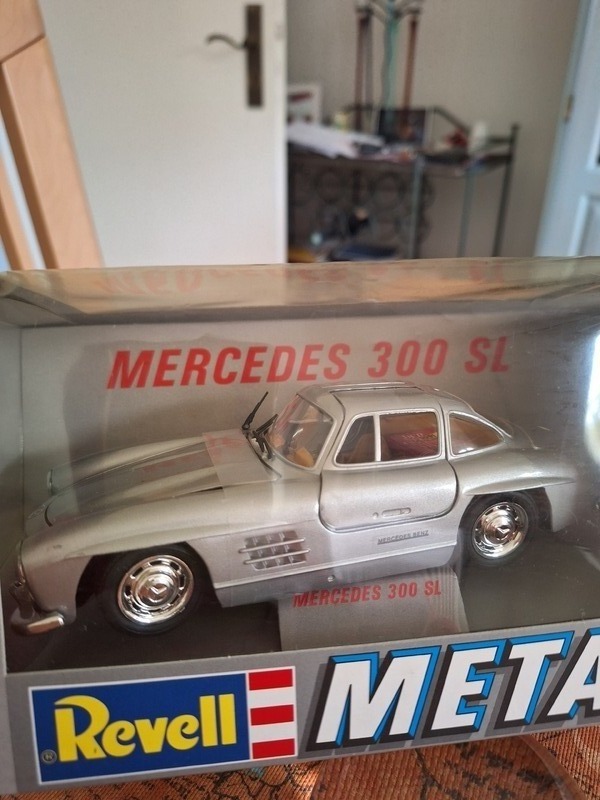 MERCEDES 300 SL
MERCEDES BENZ
MERCEDES 300 SL
Revell
META